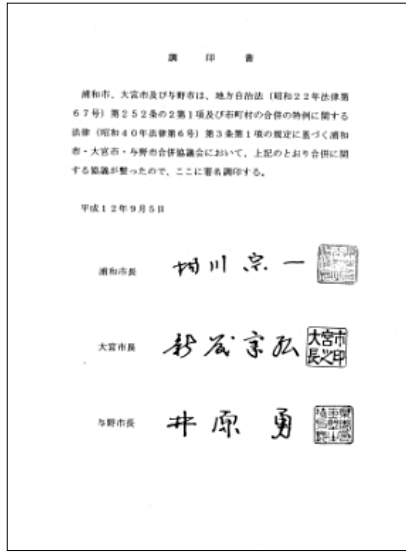 調印書
浦和市、大宮市及び与野市は、地方自治法（昭和22年法律第
67号）第252条の2第1項及び市町村の合併の特例に関する
法律（昭和40年法律第6号）第3条第1項の規定に基づく浦和
市・大宮市・与野市合併協議会において、上記のとおり合併に関
する協議が整ったので、ここに署名調印する。
平成12年9月5日
浦和市長 相川宗一
大宮市長 新藤享弘 大宮市長之印
与野市長 井原勇